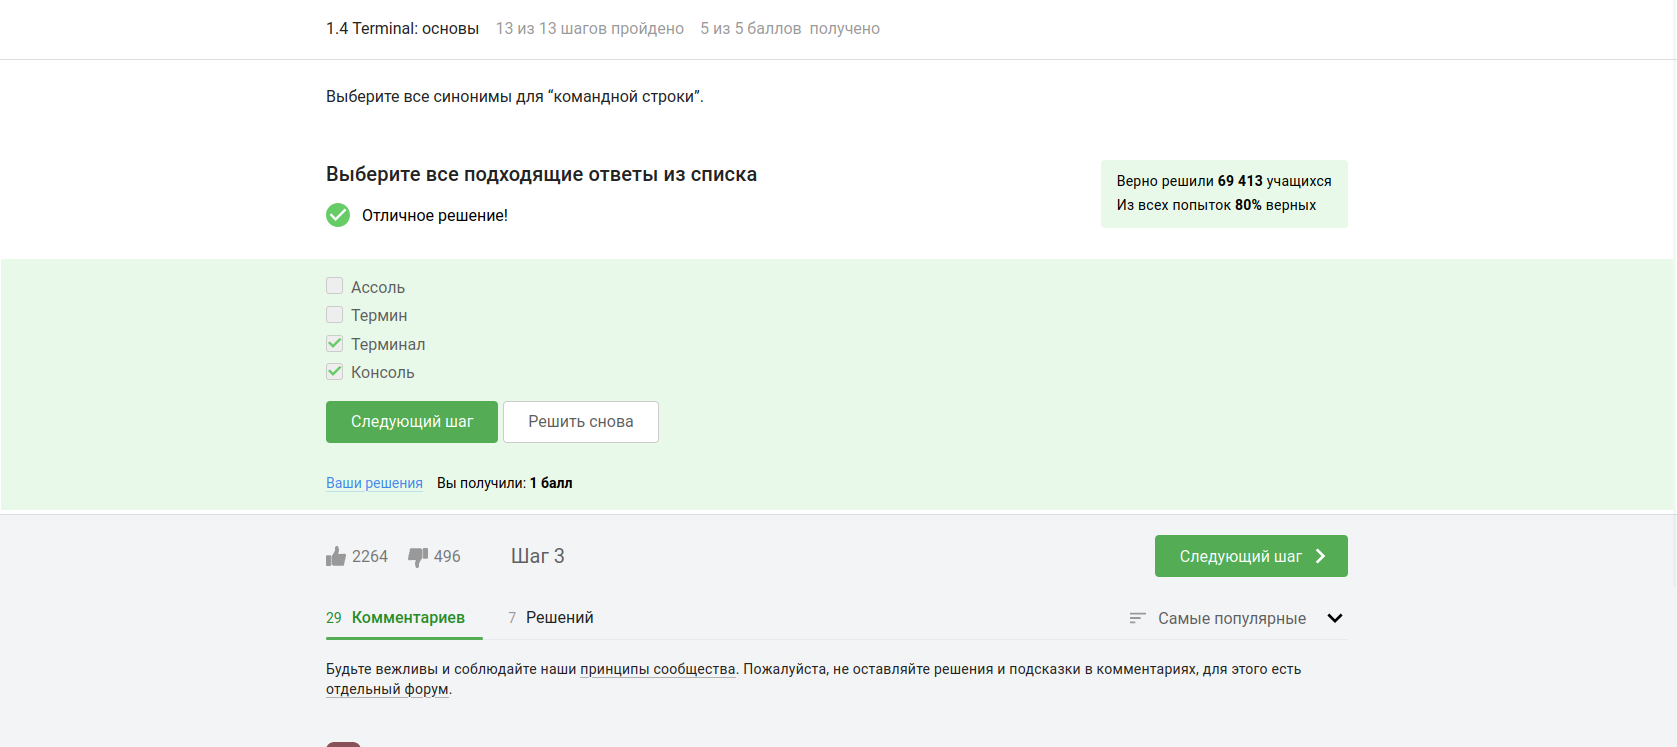 1.4 Terminal: основы 13 из 13 шагов пройдено 5 из 5 баллов получено
Выберите все синонимы для “командной строки”.
Выберите все подходящие ответы из списка
Отличное решение!
Верно решили 69 413 учащихся
Из всех попыток 80% верных
Ассоль
Термин
Терминал
Консоль
Следующий шаг Решить снова
Ваши решения Вы получили: 1 балл
2264 496 Шаг 3 Следующий шаг
29 Комментариев 7 Решений Самые популярные
Будьте вежливы и соблюдайте наши принципы сообщества. Пожалуйста, не оставляйте решения и подсказки в комментариях, для этого есть
отдельный форум.